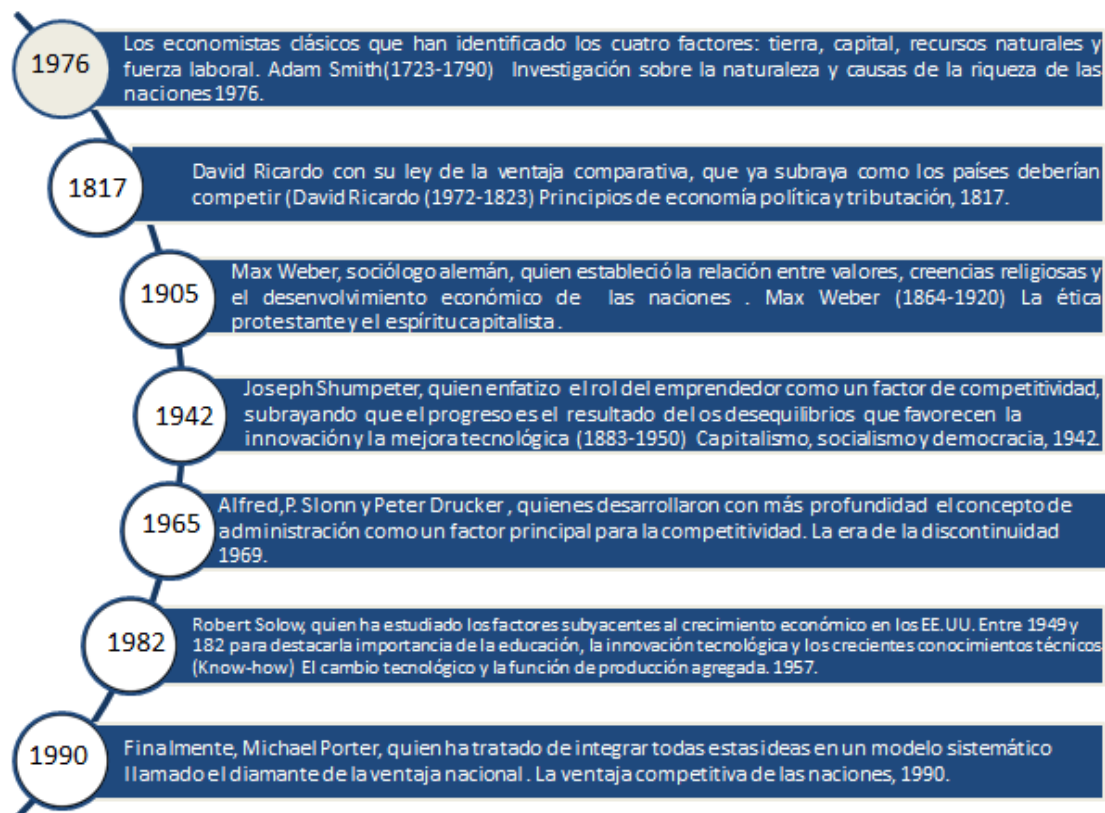 1976
Los economistas clásicos que han identificado los cuatro factores: tierra, capital, recursos naturales y
fuerza laboral. Adam Smith(1723-1790) Investigación sobre la naturaleza y causas de la riqueza de las
naciones 1976.
1817
David Ricardo con su ley de la ventaja comparativa, que ya subraya como los países deberían
competir (David Ricardo (1972-1823) Principios de economía política y tributación, 1817.
1905
Max Weber, sociólogo alemán, quien estableció la relación entre valores, creencias religiosas y
el desenvolvimiento económico de las naciones . Max Weber (1864-1920) La ética
protestante y el espíritu capitalista .
1942
Joseph Shumpeter, quien enfatizo el rol del emprendedor como un factor de competitividad,
subrayando que el progreso es el resultado del os desequilibrios que favorecen la
innovación y la mejora tecnológica (1883-1950) Capitalismo, socialismo y democracia, 1942.
1965
Alfred,P. Slonn y Peter Drucker , quienes desarrollaron con más profundidad el concepto de
administración como un factor principal para la competitividad. La era de la discontinuidad
1969.
1982
Robert Solow, quien ha estudiado los factores subyacentes al crecimiento económico en los EE.UU. Entre 1949 y
182 para destacarla importancia de la educación, la innovación tecnológica y los crecientes conocimientos técnicos
(Know-how) El cambio tecnológico y la función de producción agregada. 1957.
1990
Finalmente, Michael Porter, quien ha tratado de integrar todas estas ideas en un modelo sistemático
llamado el diamante de la ventaja nacional . La ventaja competitiva de las naciones, 1990.